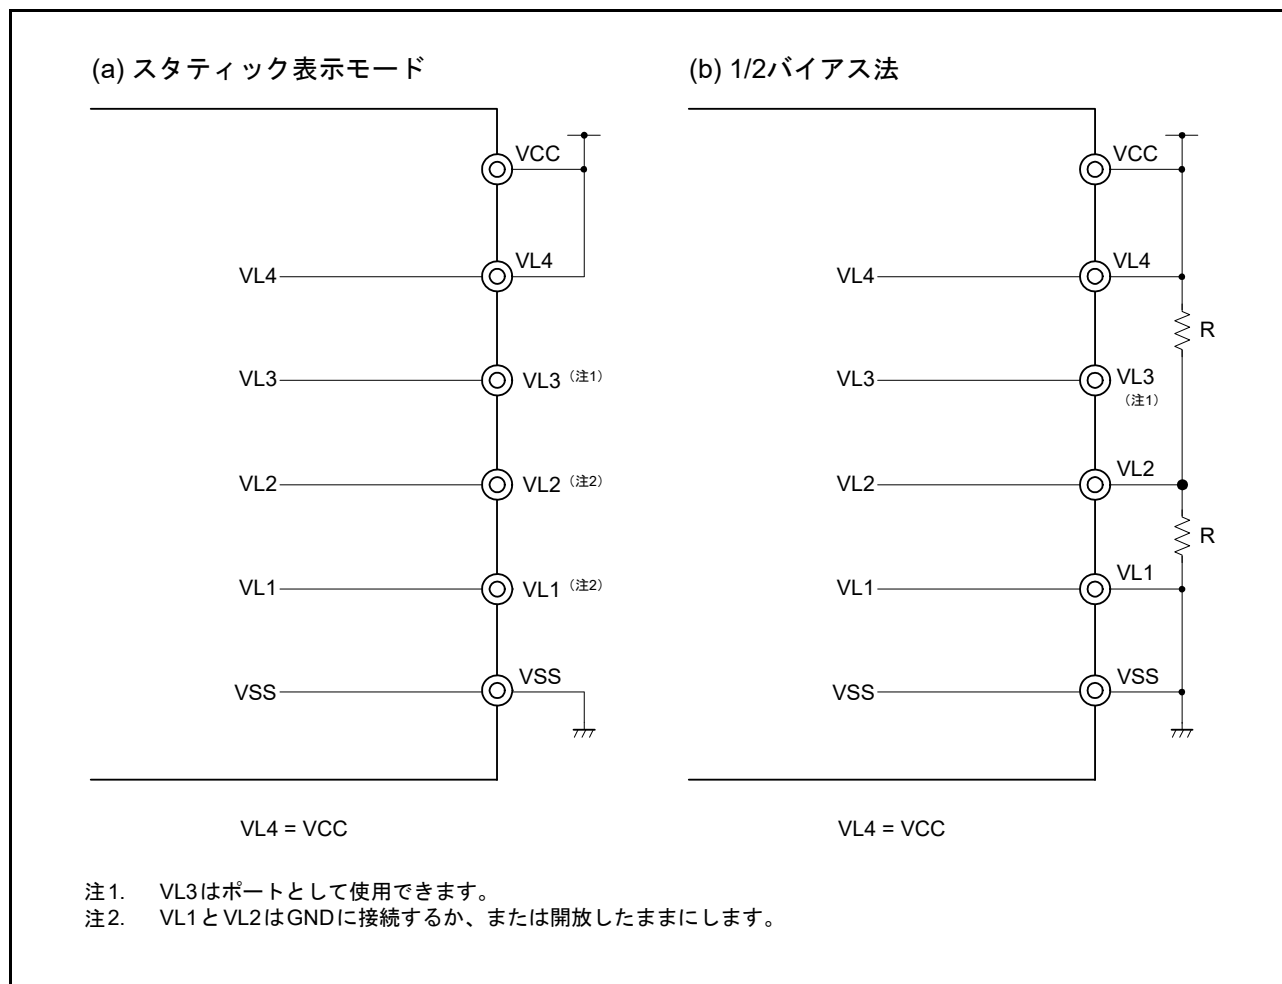 (a) スタティック表示モード
VCC
VL4
VL4
VL3
VL3（注1）
VL2
VL2（注2）
VL1
VL1（注2）
VSS
VSS
VL4 = VCC
(b) 1/2バイアス法
VCC
VL4
VL4
R
VL3
VL3
（注1）
VL2
VL2
R
VL1
VL1
VSS
VSS
VL4 = VCC
注1. VL3はポートとして使用できます。
注2. VL1とVL2はGNDに接続するか、または開放したままにします。